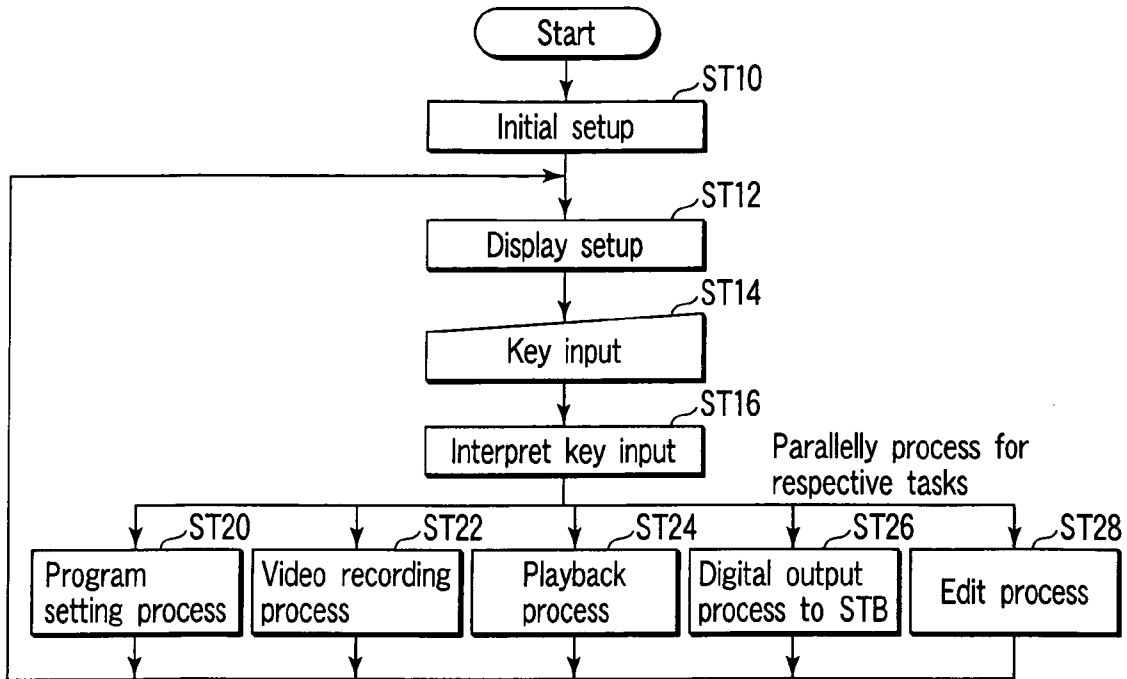 Start
ST10
Initial setup
ST12
Display setup
ST14
Key input
ST16
Interpret key input
Parallelly process for
respective tasks
ST20
Program
setting process
ST22
Video recording
process
ST24
Playback
process
ST26
Digital output
process to STB
ST28
Edit process